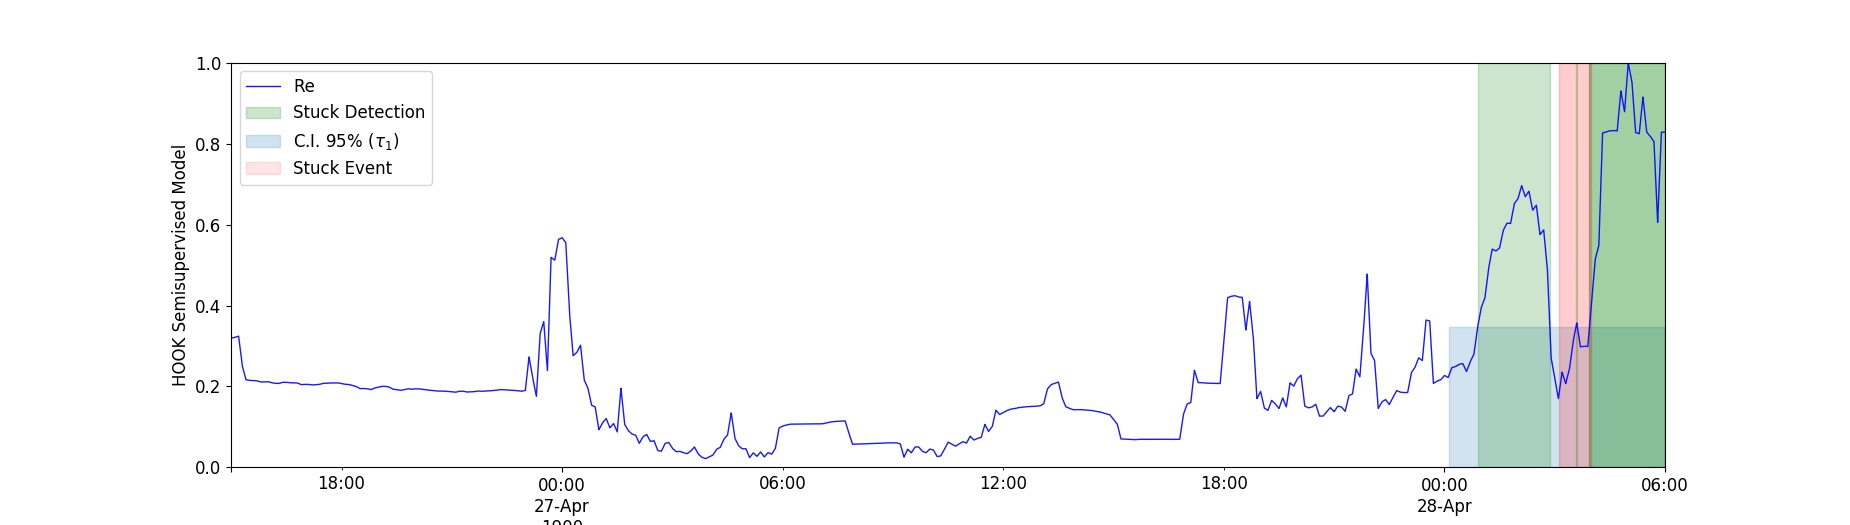 HOOK Semisupervised Model
1.0
0.8
0.6
0.4
0.2
0.0
Re
Stuck Detection
C.I. 95% (τ₁)
Stuck Event
18:00 00:00 06:00 12:00 18:00 00:00 06:00
27-Apr 28-Apr
1900